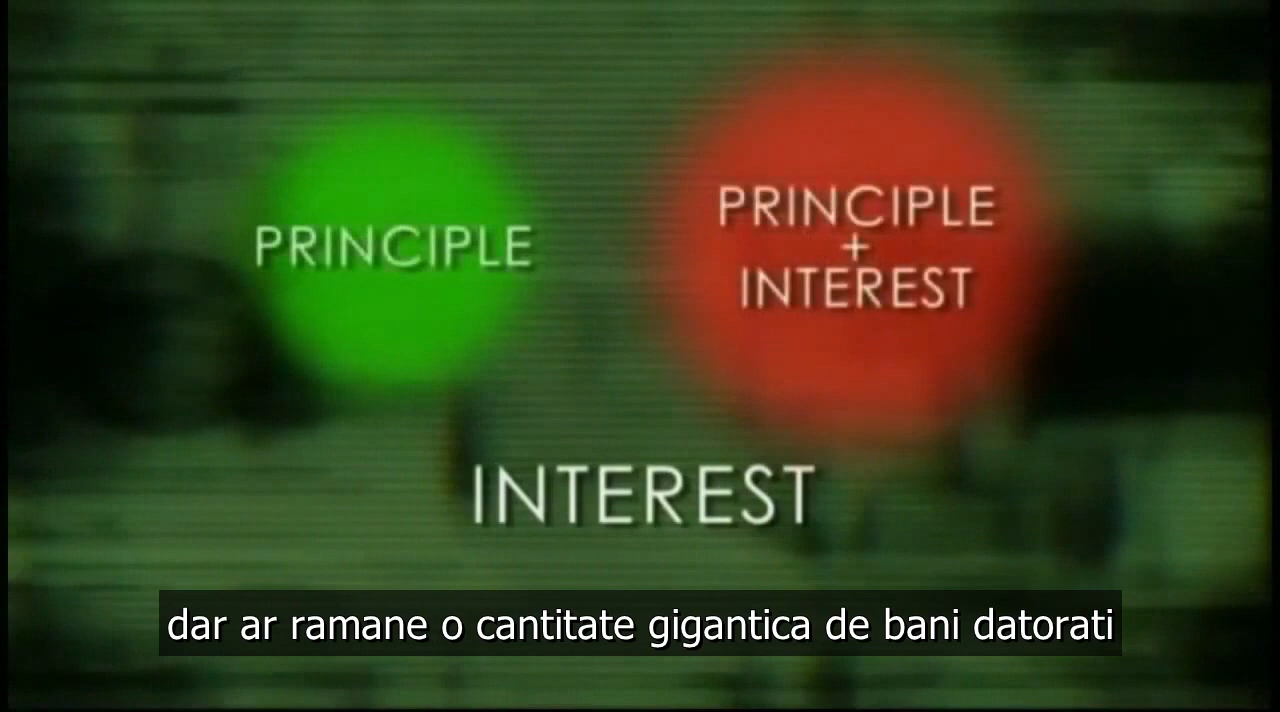 PRINCIPLE
PRINCIPLE
+
INTEREST
INTEREST
dar ar ramane o cantitate gigantica de bani datorati